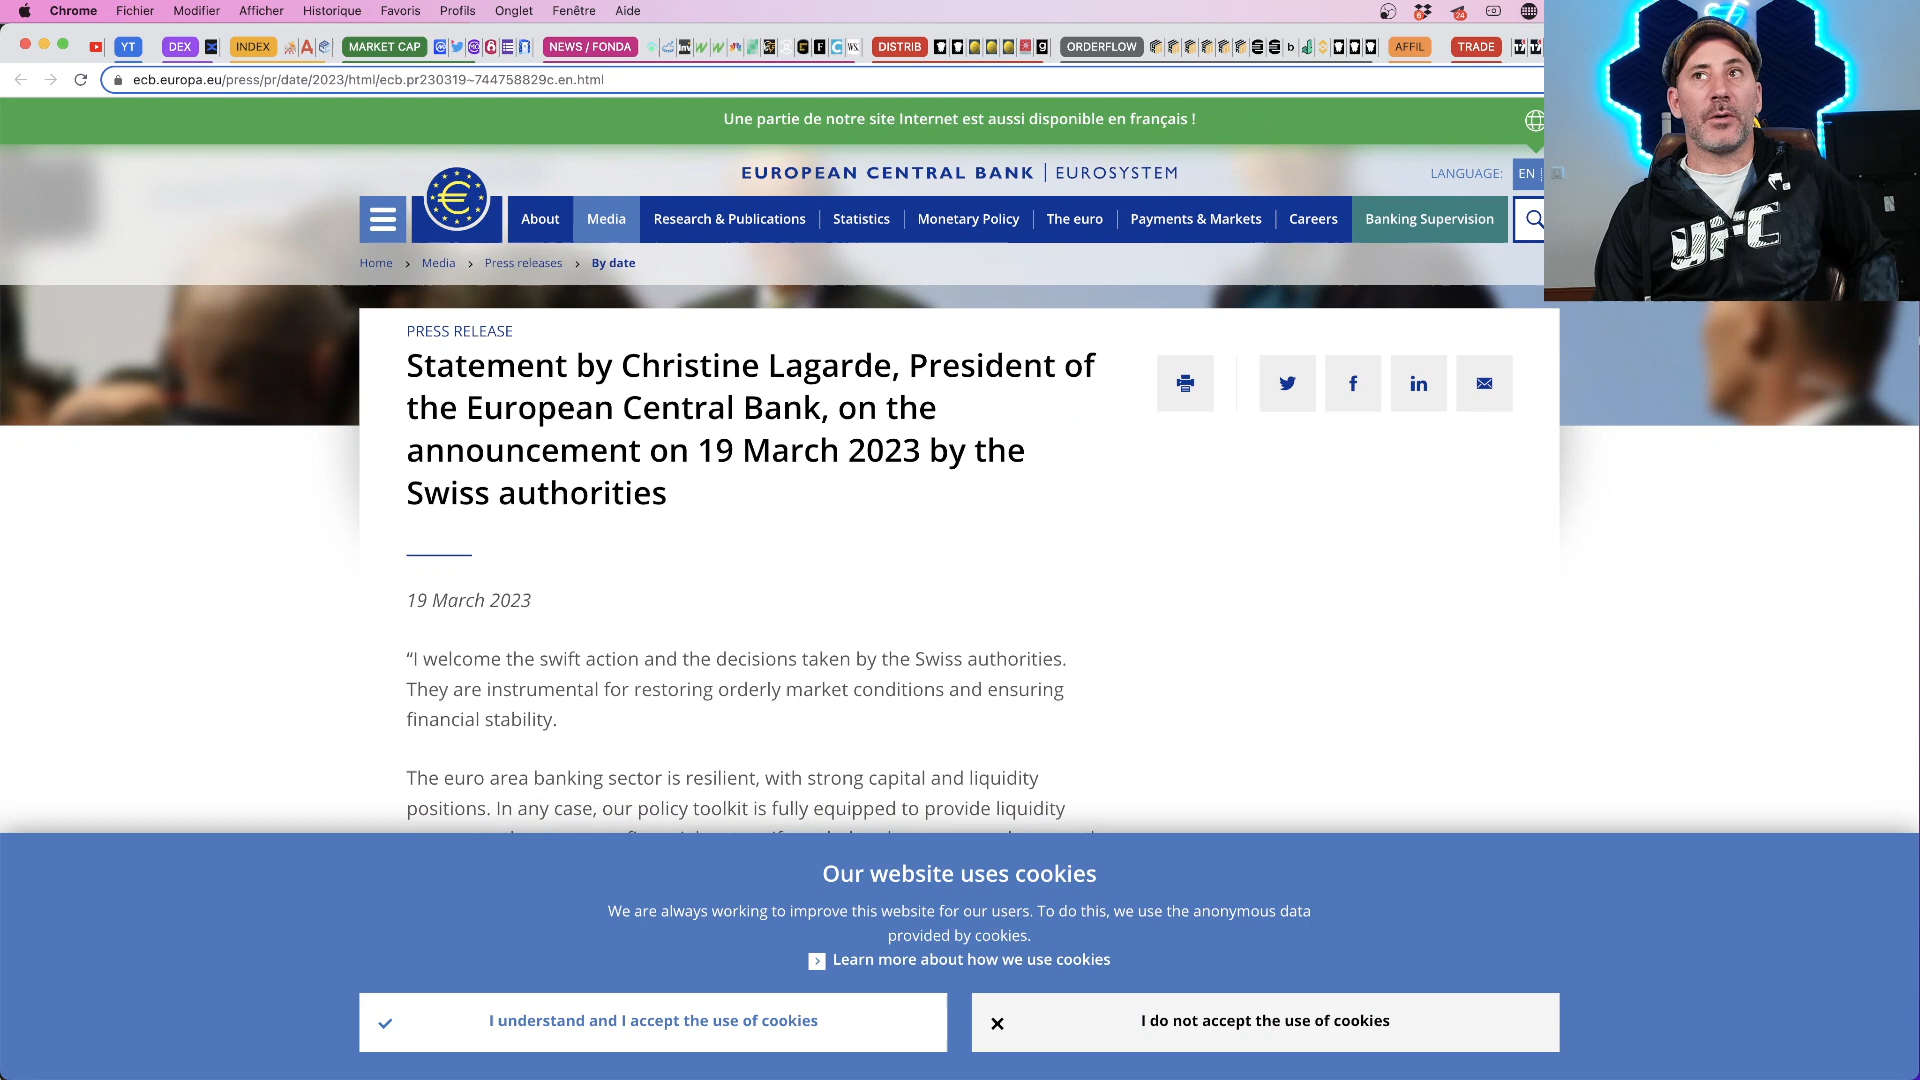 Chrome Fichier Modifier Afficher Historique Favoris Profils Onglet Fenêtre Aide
YT DEX INDEX MARKET CAP NEWS / FONDA DISTRIB ORDERFLOW AFFIL TRADE
ecb.europa.eu/press/pr/date/2023/html/ecb.pr230319~744758829c.en.html
Une partie de notre site Internet est aussi disponible en français !
EUROPEAN CENTRAL BANK | EUROSYSTEM
LANGUAGE: EN
About Media Research & Publications Statistics Monetary Policy The euro Payments & Markets Careers Banking Supervision
Home > Media > Press releases > By date
UFC
PRESS RELEASE
Statement by Christine Lagarde, President of
the European Central Bank, on the
announcement on 19 March 2023 by the
Swiss authorities
19 March 2023
“I welcome the swift action and the decisions taken by the Swiss authorities.
They are instrumental for restoring orderly market conditions and ensuring
financial stability.
The euro area banking sector is resilient, with strong capital and liquidity
positions. In any case, our policy toolkit is fully equipped to provide liquidity
Our website uses cookies
We are always working to improve this website for our users. To do this, we use the anonymous data
provided by cookies.
Learn more about how we use cookies
I understand and I accept the use of cookies
I do not accept the use of cookies